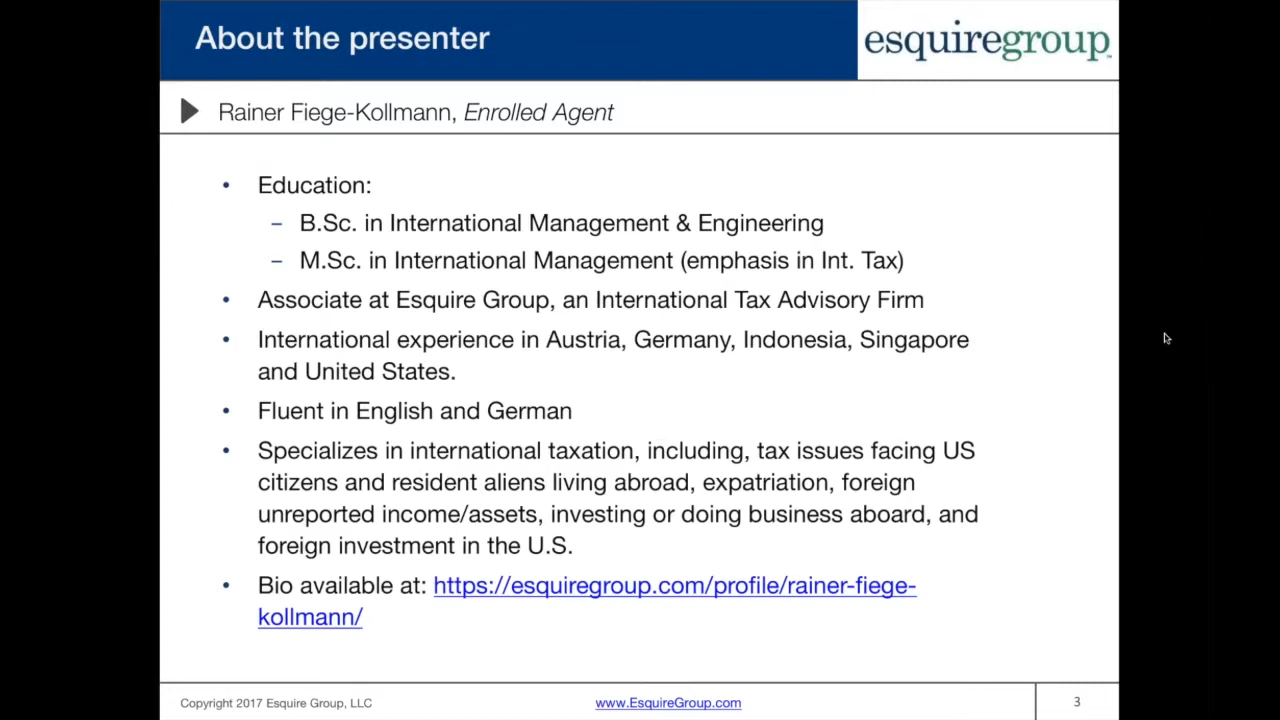 About the presenter
esquiregroup
Rainer Fiege-Kollmann, Enrolled Agent
• Education:
– B.Sc. in International Management & Engineering
– M.Sc. in International Management (emphasis in Int. Tax)
• Associate at Esquire Group, an International Tax Advisory Firm
• International experience in Austria, Germany, Indonesia, Singapore
and United States.
• Fluent in English and German
• Specializes in international taxation, including, tax issues facing US
citizens and resident aliens living abroad, expatriation, foreign
unreported income/assets, investing or doing business aboard, and
foreign investment in the U.S.
• Bio available at: https://esquiregroup.com/profile/rainer-fiege-
kollmann/
Copyright 2017 Esquire Group, LLC
www.EsquireGroup.com
3